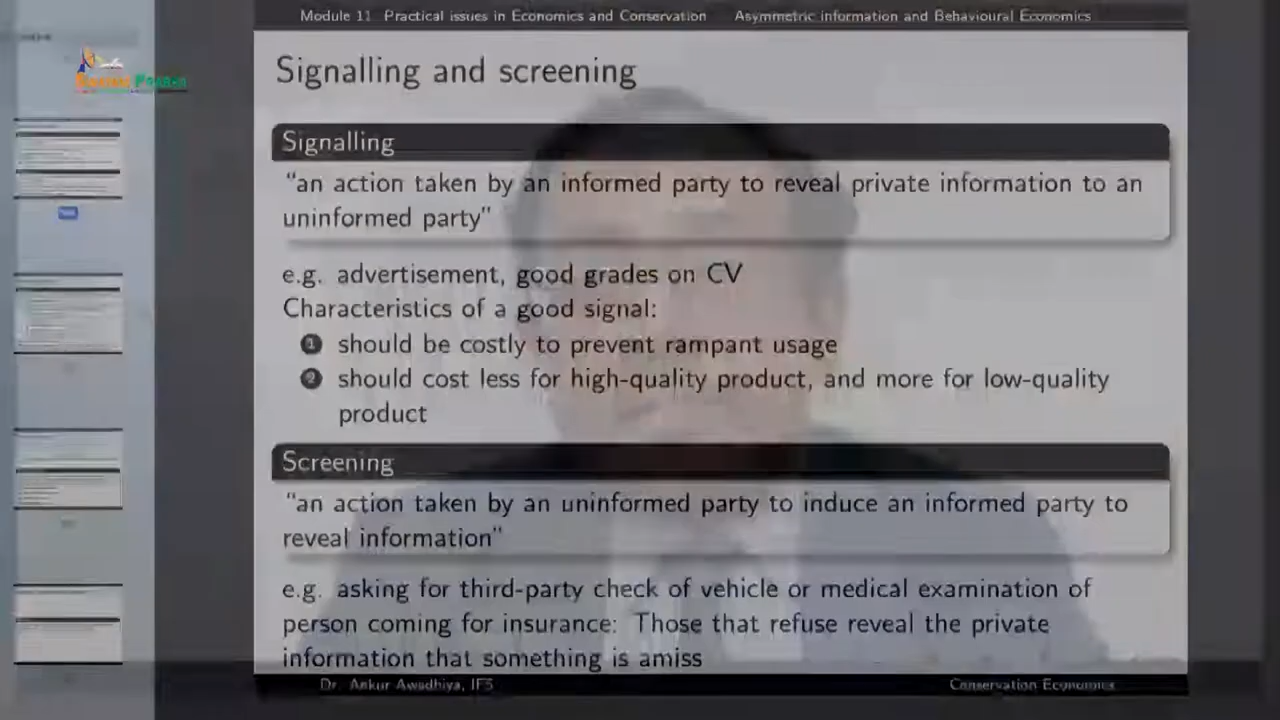 Module 11 Practical issues in Economics and Conservation Asymmetric information and Behavioural Economics
Signalling and screening
Signalling
"an action taken by an informed party to reveal private information to an
uninformed party"
e.g. advertisement, good grades on CV
Characteristics of a good signal:
1 should be costly to prevent rampant usage
2 should cost less for high-quality product, and more for low-quality
product
Screening
"an action taken by an uninformed party to induce an informed party to
reveal information"
e.g. asking for third-party check of vehicle or medical examination of
person coming for insurance: Those that refuse reveal the private
information that something is amiss
Dr. Ankur Awadhiya, IFS Conservation Economics